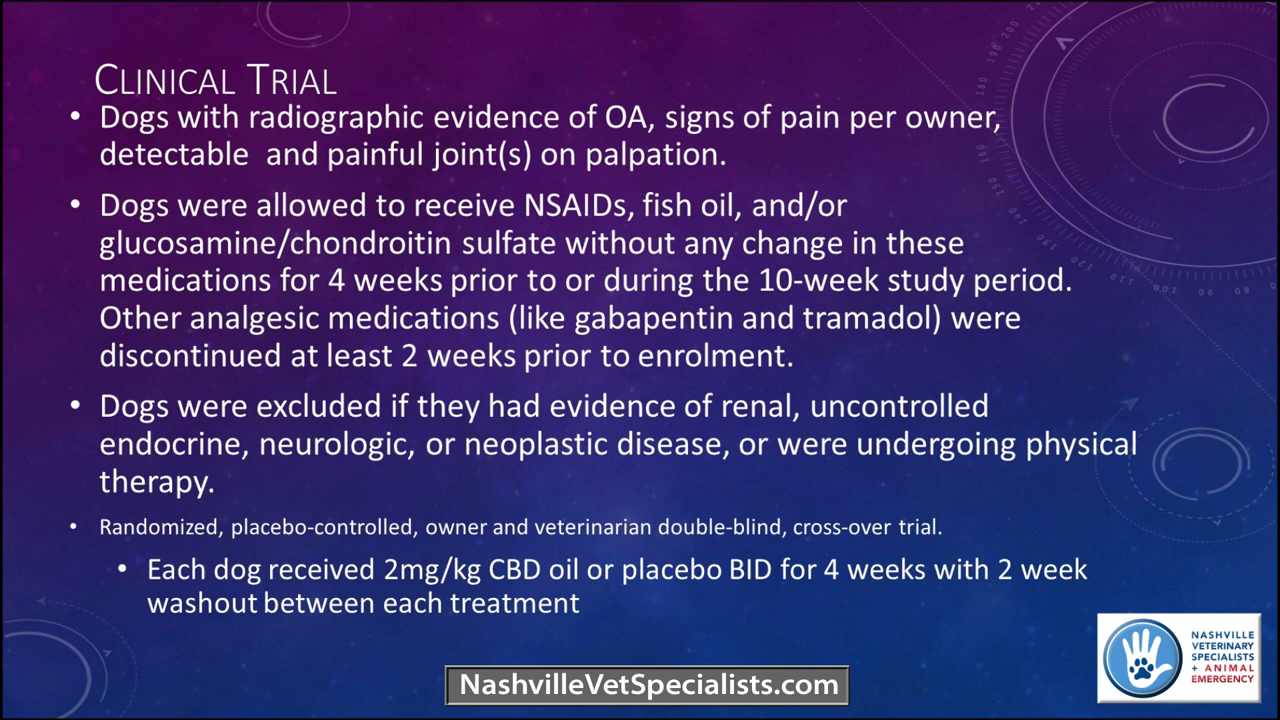 CLINICAL TRIAL
• Dogs with radiographic evidence of OA, signs of pain per owner,
detectable and painful joint(s) on palpation.
• Dogs were allowed to receive NSAIDs, fish oil, and/or
glucosamine/chondroitin sulfate without any change in these
medications for 4 weeks prior to or during the 10-week study period.
Other analgesic medications (like gabapentin and tramadol) were
discontinued at least 2 weeks prior to enrolment.
• Dogs were excluded if they had evidence of renal, uncontrolled
endocrine, neurologic, or neoplastic disease, or were undergoing physical
therapy.
• Randomized, placebo-controlled, owner and veterinarian double-blind, cross-over trial.
• Each dog received 2mg/kg CBD oil or placebo BID for 4 weeks with 2 week
washout between each treatment
NashvilleVetSpecialists.com
NASHVILLE
VETERINARY
SPECIALISTS
+ ANIMAL
EMERGENCY